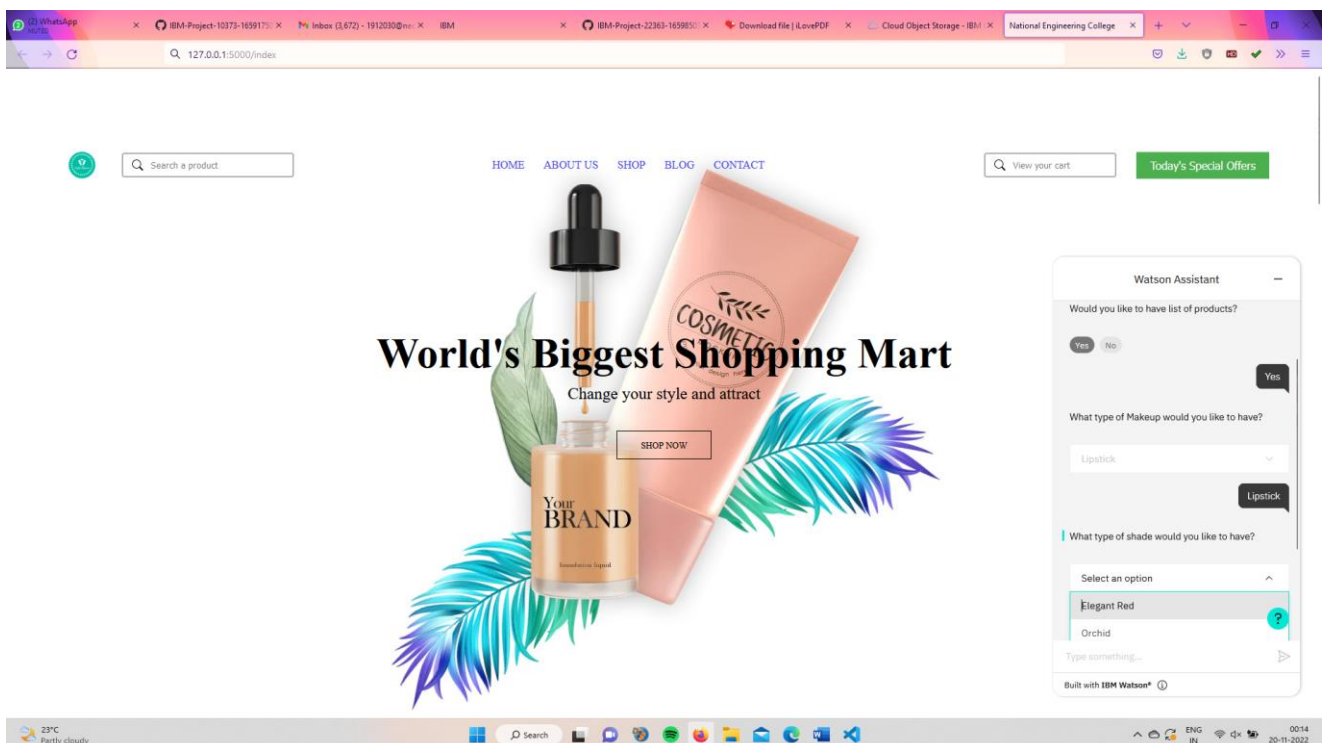 (2) WhatsApp
MUTED
IBM-Project-10373-1659175
Inbox (3,672) - 1912030@nec
IBM
IBM-Project-22363-1659850
Download file | iLovePDF
Cloud Object Storage - IBM
National Engineering College
127.0.0.1:5000/index
Search a product
HOME ABOUT US SHOP BLOG CONTACT
View your cart
Today's Special Offers
COSMETIC
World's Biggest Shopping Mart
Change your style and attract
SHOP NOW
Your
BRAND
foundation liquid
Watson Assistant
Would you like to have list of products?
Yes No
Yes
What type of Makeup would you like to have?
Lipstick
Lipstick
What type of shade would you like to have?
Select an option
Elegant Red
?
Orchid
Type something...
Built with IBM Watson®
23°C
Partly cloudy
Search
ENG
IN
00:14
20-11-2022